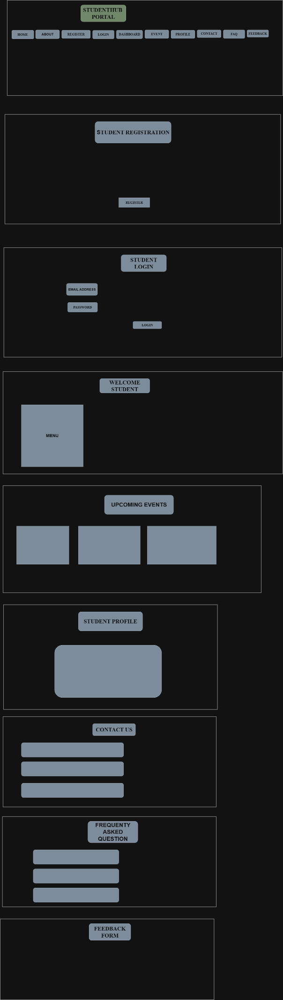 STUDENTHUB
PORTAL
HOME
ABOUT
REGISTER
LOGIN
DASHBOARD
EVENT
PROFILE
CONTACT
FAQ
FEEDBACK
STUDENT REGISTRATION
REGISTER
STUDENT
LOGIN
EMAIL ADDRESS
PASSWORD
LOGIN
WELCOME
STUDENT
MENU
UPCOMING EVENTS
STUDENT PROFILE
CONTACT US
FREQUENTY
ASKED
QUESTION
FEEDBACK
FORM